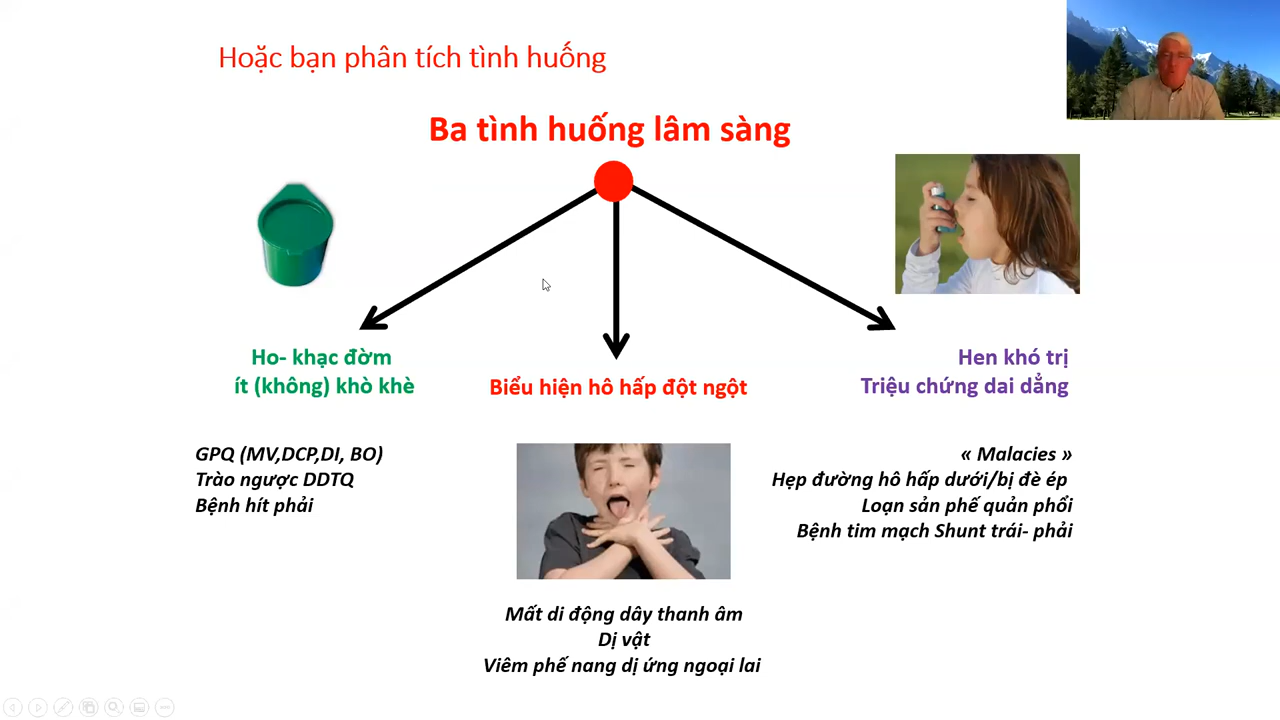 Hoặc bạn phân tích tình huống
Ba tình huống lâm sàng
Ho- khạc đờm
ít (không) khò khè
GPQ (MV,DCP,DI, BO)
Trào ngược DDTQ
Bệnh hít phải
Biểu hiện hô hấp đột ngột
Mất di động dây thanh âm
Dị vật
Viêm phế nang dị ứng ngoại lai
Hen khó trị
Triệu chứng dai dẳng
« Malacies »
Hẹp đường hô hấp dưới/bị đè ép
Loạn sản phế quản phổi
Bệnh tim mạch Shunt trái- phải